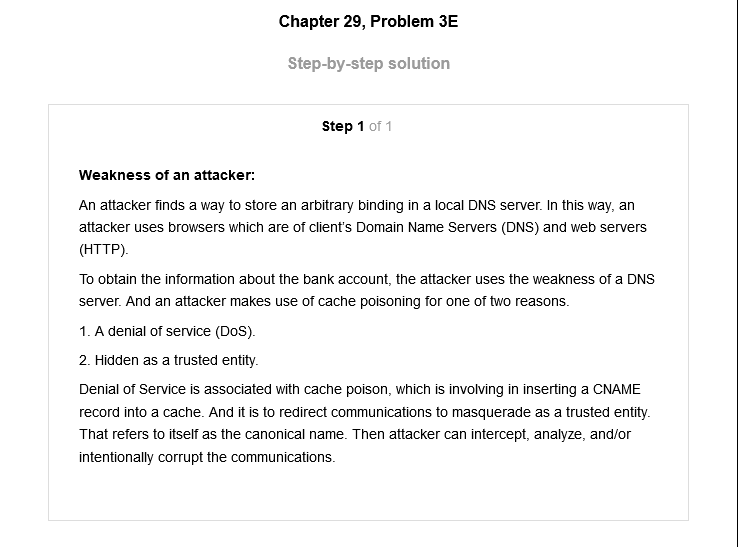 Chapter 29, Problem 3E
Step-by-step solution
Step 1 of 1
Weakness of an attacker:
An attacker finds a way to store an arbitrary binding in a local DNS server. In this way, an
attacker uses browsers which are of client's Domain Name Servers (DNS) and web servers
(HTTP).
To obtain the information about the bank account, the attacker uses the weakness of a DNS
server. And an attacker makes use of cache poisoning for one of two reasons.
1. A denial of service (DoS).
2. Hidden as a trusted entity.
Denial of Service is associated with cache poison, which is involving in inserting a CNAME
record into a cache. And it is to redirect communications to masquerade as a trusted entity.
That refers to itself as the canonical name. Then attacker can intercept, analyze, and/or
intentionally corrupt the communications.